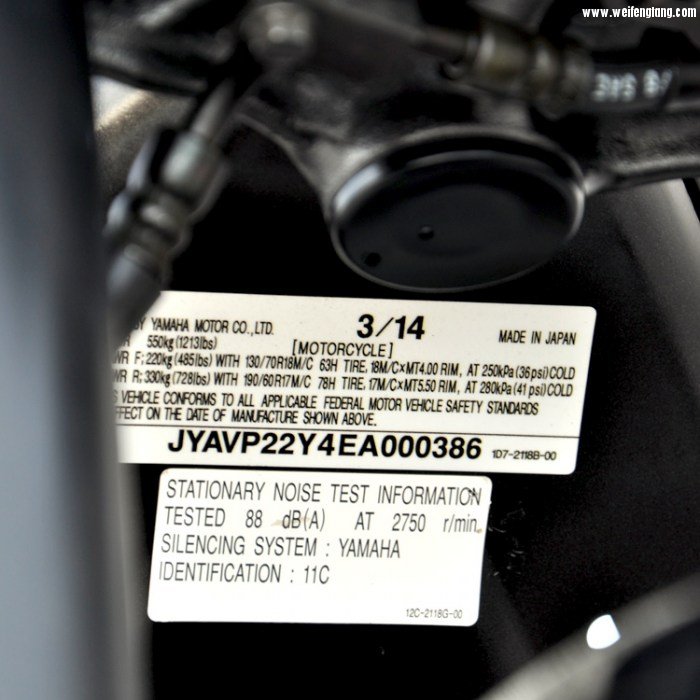 www.weifengtang.com
BY YAMAHA MOTOR CO., LTD. 3/14 MADE IN JAPAN
550kg (1213lbs) [MOTORCYCLE]
WR F: 220kg (485lbs) WITH 130/70R18M/C 63H TIRE, 18M/C×MT4.00 RIM, AT 250kPa (36psi) COLD
WR R: 330kg (728lbs) WITH 190/60R17M/C 78H TIRE, 17M/C×MT5.50 RIM, AT 280kPa (41psi) COLD
S VEHICLE CONFORMS TO ALL APPLICABLE FEDERAL MOTOR VEHICLE SAFETY STANDARDS
FFECT ON THE DATE OF MANUFACTURE SHOWN ABOVE.
JYAVP22Y4EA000386 1D7-2118B-00
STATIONARY NOISE TEST INFORMATION
TESTED 88 dB(A) AT 2750 r/min.
SILENCING SYSTEM : YAMAHA
IDENTIFICATION : 11C
12C-2118G-00